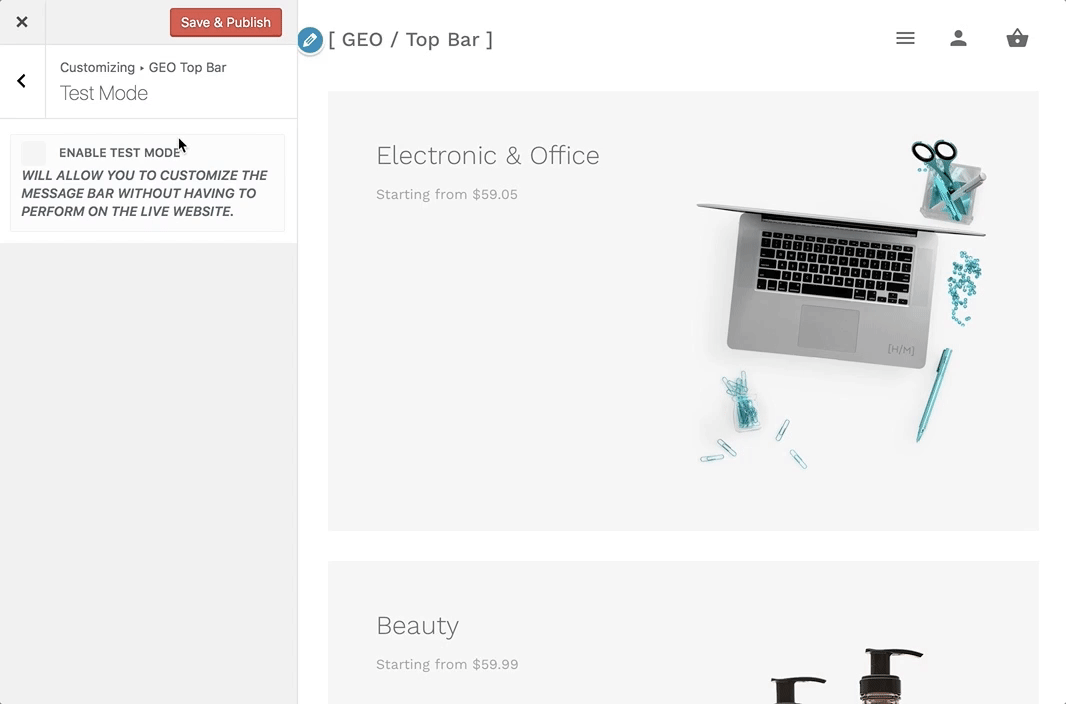 Save & Publish
Customizing ▸ GEO Top Bar
Test Mode
ENABLE TEST MODE
WILL ALLOW YOU TO CUSTOMIZE THE
MESSAGE BAR WITHOUT HAVING TO
PERFORM ON THE LIVE WEBSITE.
[ GEO / Top Bar ]
Electronic & Office
Starting from $59.05
[H/M]
Beauty
Starting from $59.99